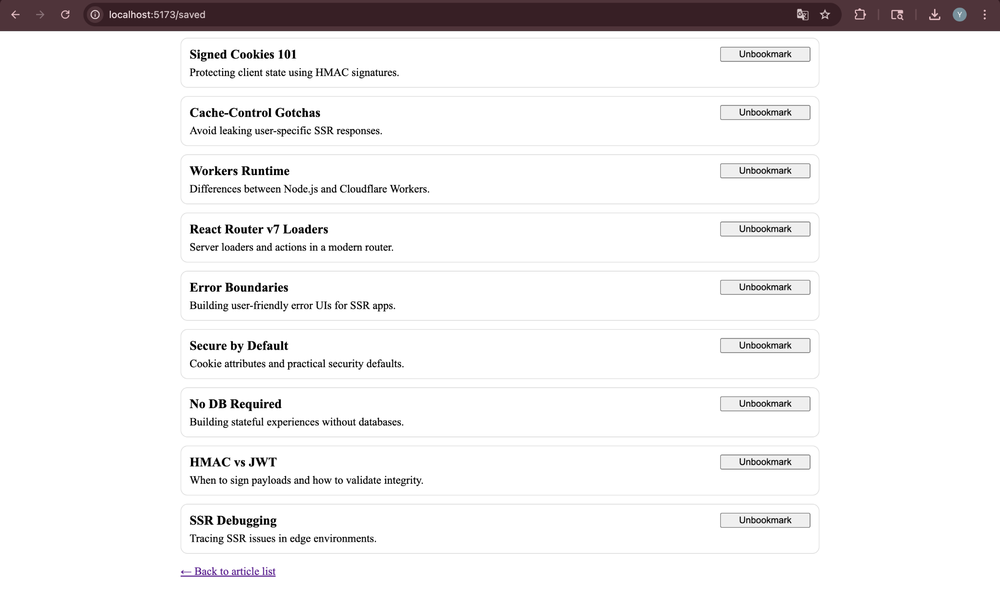 localhost:5173/saved
Y
Signed Cookies 101
Unbookmark
Protecting client state using HMAC signatures.
Cache-Control Gotchas
Unbookmark
Avoid leaking user-specific SSR responses.
Workers Runtime
Unbookmark
Differences between Node.js and Cloudflare Workers.
React Router v7 Loaders
Unbookmark
Server loaders and actions in a modern router.
Error Boundaries
Unbookmark
Building user-friendly error UIs for SSR apps.
Secure by Default
Unbookmark
Cookie attributes and practical security defaults.
No DB Required
Unbookmark
Building stateful experiences without databases.
HMAC vs JWT
Unbookmark
When to sign payloads and how to validate integrity.
SSR Debugging
Unbookmark
Tracing SSR issues in edge environments.
← Back to article list